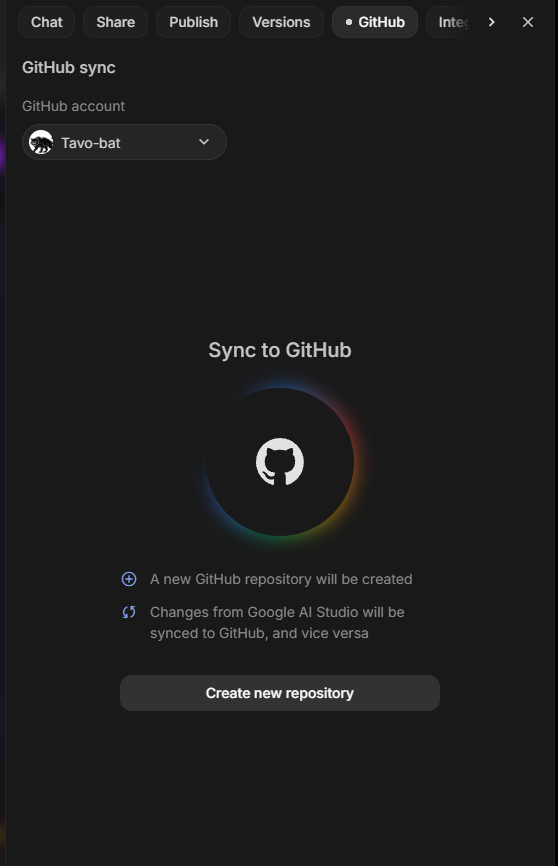 Chat Share Publish Versions GitHub
GitHub sync
GitHub account
Tavo-bat
Sync to GitHub
A new GitHub repository will be created
Changes from Google AI Studio will be
synced to GitHub, and vice versa
Create new repository